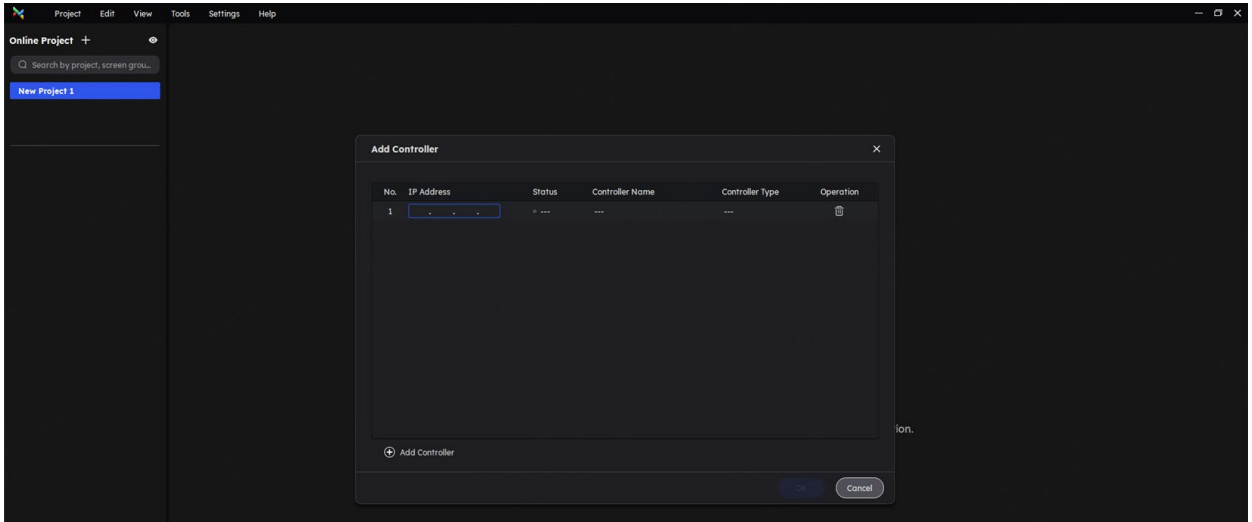 Project Edit View Tools Settings Help
Online Project +
Search by project, screen grou...
New Project 1
Add Controller
No. IP Address Status Controller Name Controller Type Operation
1 . . . --- --- ---
ion.
Add Controller
Ok Cancel